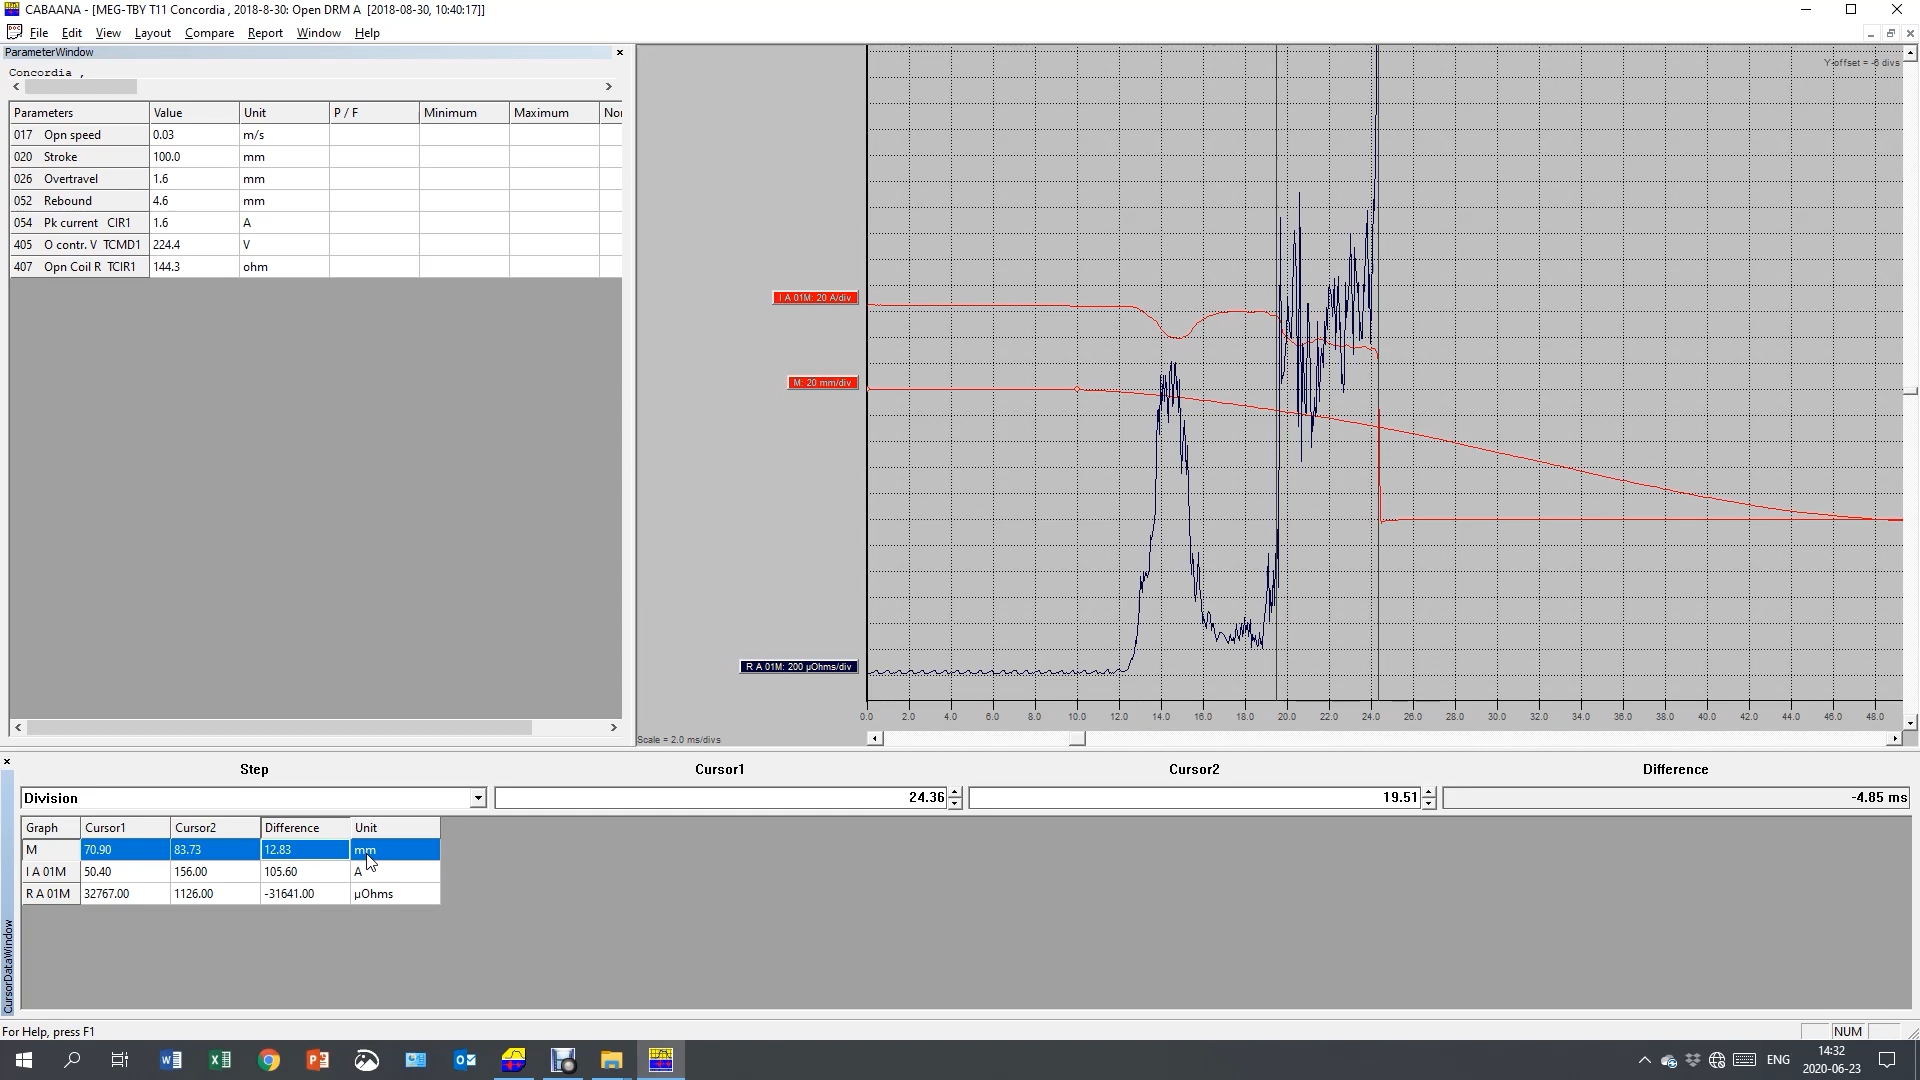 CABAANA - [MEG-TBY T11 Concordia , 2018-8-30: Open DRM A  [2018-08-30, 10:40:17]]
File Edit View Layout Compare Report Window Help
ParameterWindow
Concordia ,
Parameters Value Unit P / F Minimum Maximum
017 Opn speed 0.03 m/s
020 Stroke 100.0 mm
026 Overtravel 1.6 mm
052 Rebound 4.6 mm
054 Pk current CIR1 1.6 A
405 O contr. V TCMD1 224.4 V
407 Opn Coil R TCIR1 144.3 ohm
Y-offset = -6 divs
I A 01M: 20 A/div
M: 20 mm/div
R A 01M: 200 µOhms/div
0.0 2.0 4.0 6.0 8.0 10.0 12.0 14.0 16.0 18.0 20.0 22.0 24.0 26.0 28.0 30.0 32.0 34.0 36.0 38.0 40.0 42.0 44.0 46.0 48.0
Scale = 2.0 ms/divs
Step Cursor1 Cursor2 Difference
Division 24.36 19.51 -4.85 ms
Graph Cursor1 Cursor2 Difference Unit
M 70.90 83.73 12.83 mm
I A 01M 50.40 156.00 105.60 A
R A 01M 32767.00 1126.00 -31641.00 µOhms
CursorDataWindow
For Help, press F1
NUM
ENG
14:32
2020-06-23